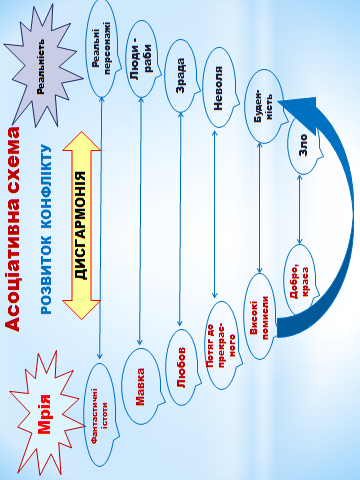 Асоціативна схема
РОЗВИТОК КОНФЛІКТУ
Мрія
ДИСГАРМОНІЯ
Реальність
Фантастичні
істоти
Реальні
персонажі
Мавка
Люди -
раби
Любов
Зрада
Потяг до
прекрас-
ного
Неволя
Високі
помисли
Буден-
ність
Добро,
краса
Зло